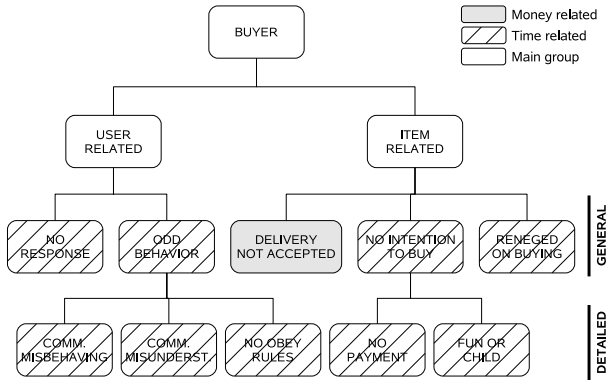 BUYER
Money related
Time related
Main group
USER
RELATED
ITEM
RELATED
NO
RESPONSE
ODD
BEHAVIOR
DELIVERY
NOT ACCEPTED
NO INTENTION
TO BUY
RENEGED
ON BUYING
GENERAL
COMM.
MISBEHAVING
COMM.
MISUNDERST.
NO OBEY
RULES
NO
PAYMENT
FUN OR
CHILD
DETAILED